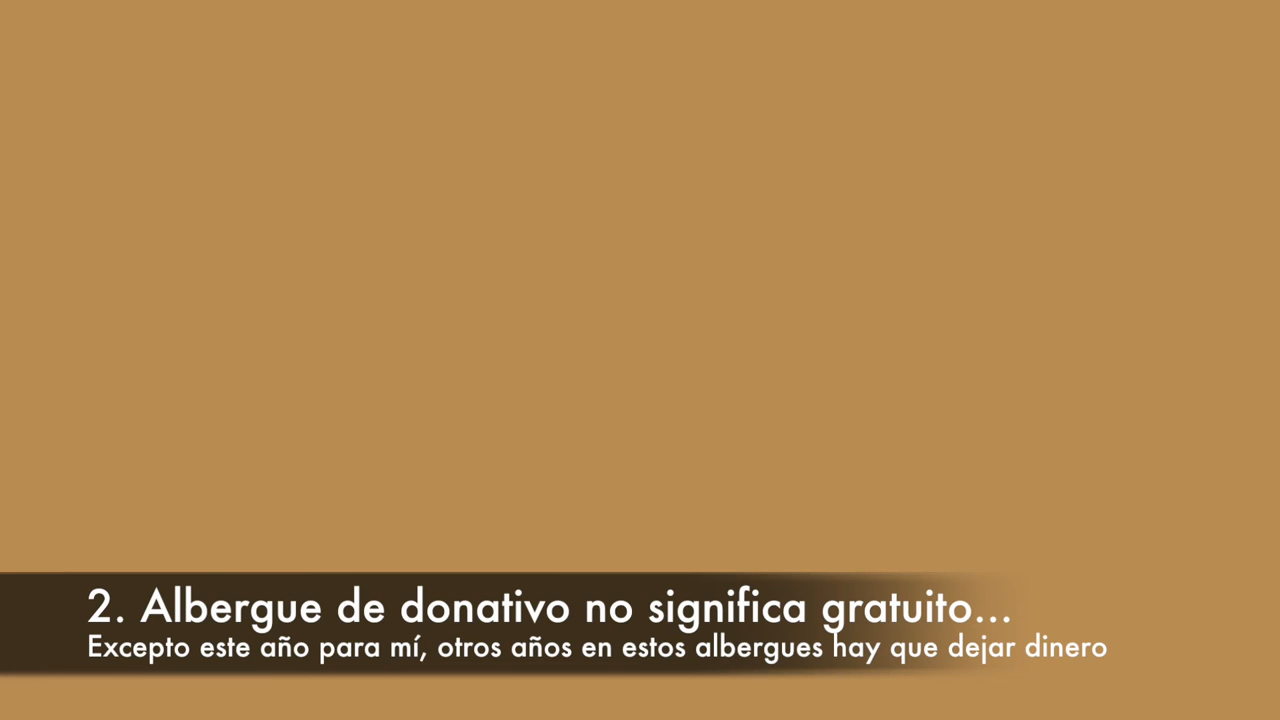 2. Albergue de donativo no significa gratuito...
Excepto este año para mí, otros años en estos albergues hay que dejar dinero